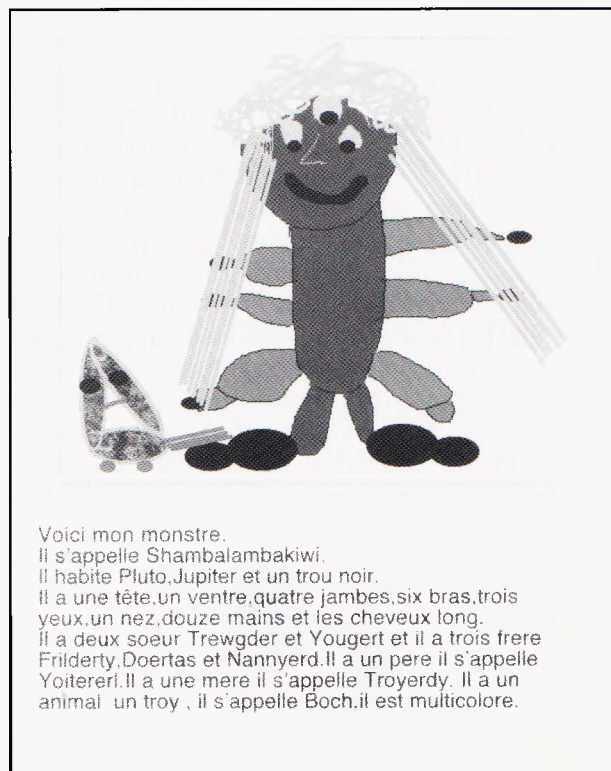 Voici mon monstre.
Il s'appelle Shambalambakiwi.
Il habite Pluto,Jupiter et un trou noir.
Il a une tête,un ventre,quatre jambes,six bras,trois
yeux,un nez,douze mains et les cheveux long.
Il a deux soeur Trewgder et Yougert et il a trois frere
Frilderty,Doertas et Nannyerd.Il a un pere il s'appelle
Yoitererl.Il a une mere il s'appelle Troyerdy. Il a un
animal  un troy , il s'appelle Boch.il est multicolore.